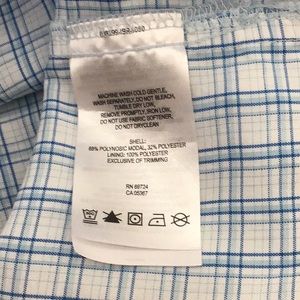 MACHINE WASH COLD GENTLE,
WASH SEPARATELY, DO NOT BLEACH,
TUMBLE DRY LOW,
REMOVE PROMPTLY, IRON LOW,
DO NOT USE FABRIC SOFTENER,
DO NOT DRYCLEAN
SHELL:
68% POLYNOSIC MODAL, 32% POLYESTER
LINING: 100% POLYESTER
EXCLUSIVE OF TRIMMING
RN 69724
CA 05367